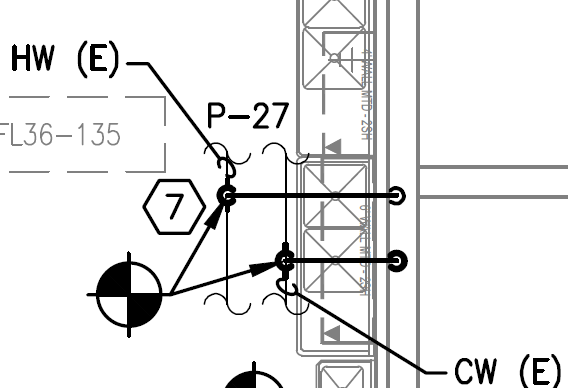 HW (E)
P-27
FL36-135
7
CW (E)